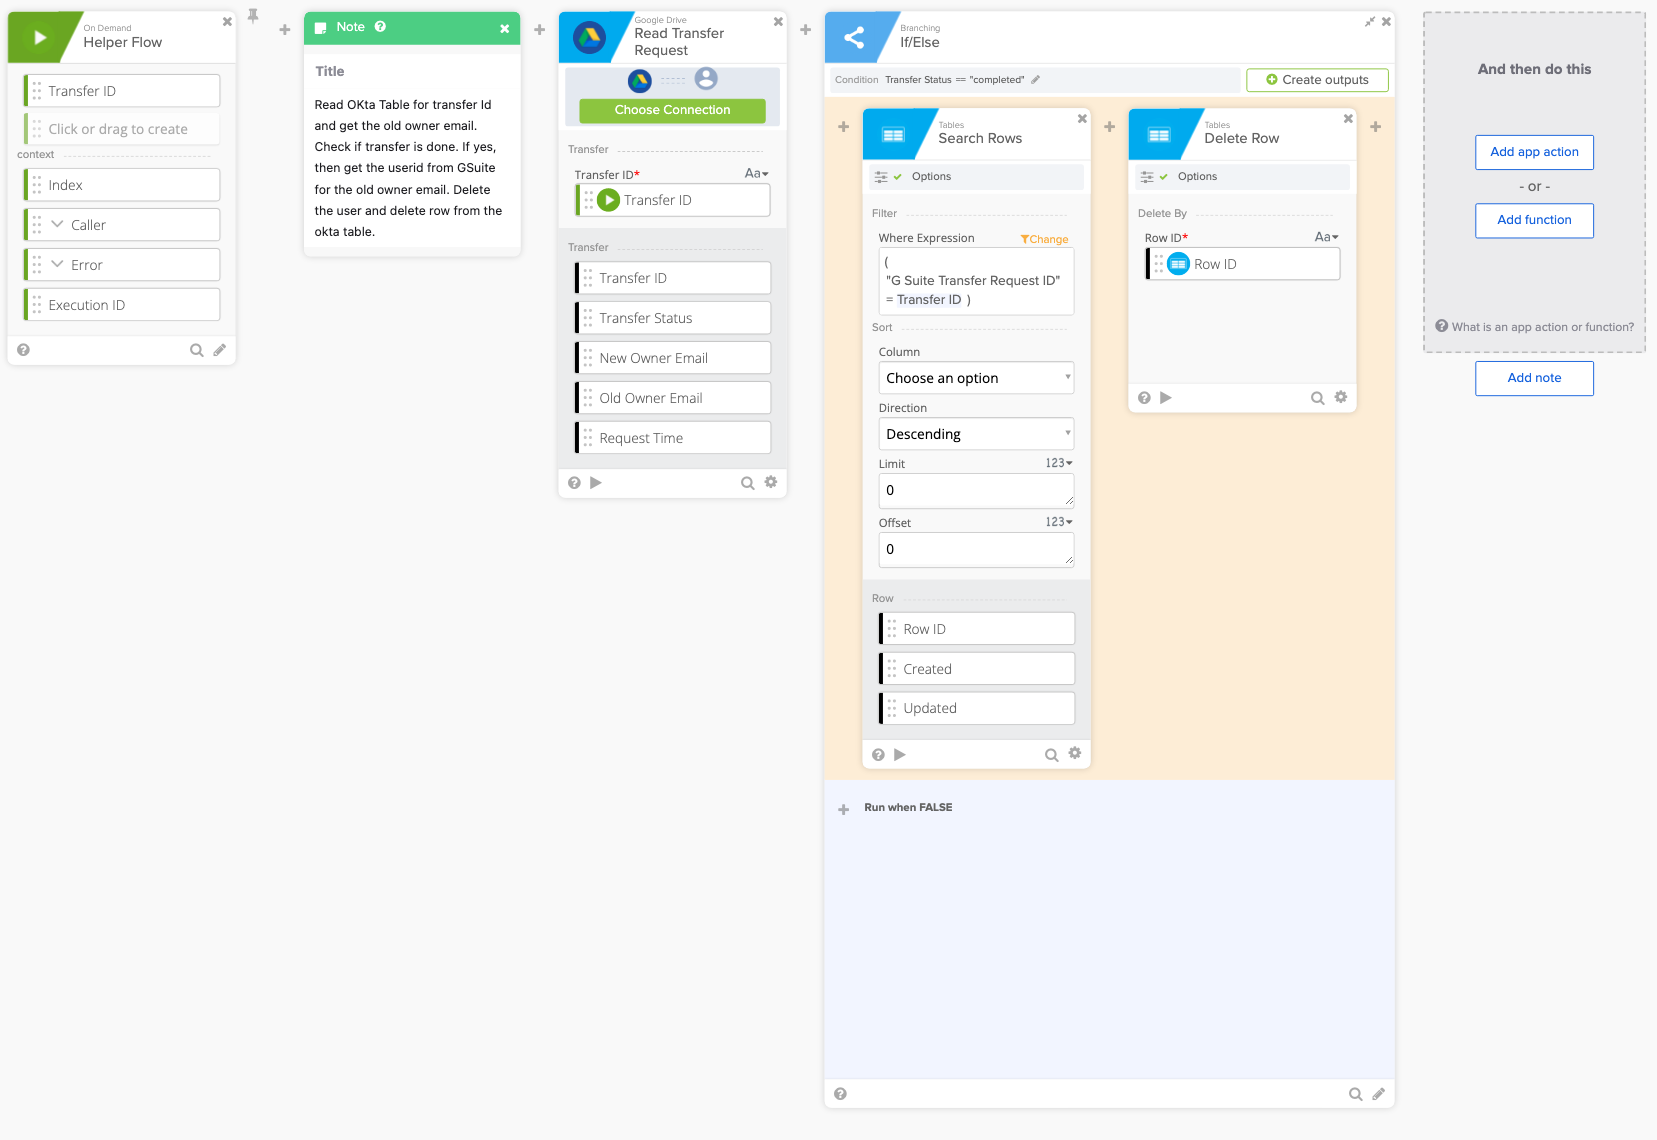 On Demand
Helper Flow
Transfer ID
Click or drag to create
context
Index
Caller
Error
Execution ID
Note
Title
Read OKta Table for transfer Id
and get the old owner email.
Check if transfer is done. If yes,
then get the userid from GSuite
for the old owner email. Delete
the user and delete row from the
okta table.
Google Drive
Read Transfer
Request
Choose Connection
Transfer
Transfer ID*
Aa
Transfer ID
Transfer
Transfer ID
Transfer Status
New Owner Email
Old Owner Email
Request Time
Branching
If/Else
Condition Transfer Status == "completed"
Create outputs
Tables
Search Rows
Options
Filter
Where Expression
Change
(
"G Suite Transfer Request ID"
= Transfer ID )
Sort
Column
Choose an option
Direction
Descending
Limit
123
0
Offset
123
0
Row
Row ID
Created
Updated
Tables
Delete Row
Options
Delete By
Row ID*
Aa
Row ID
Run when FALSE
And then do this
Add app action
- or -
Add function
What is an app action or function?
Add note